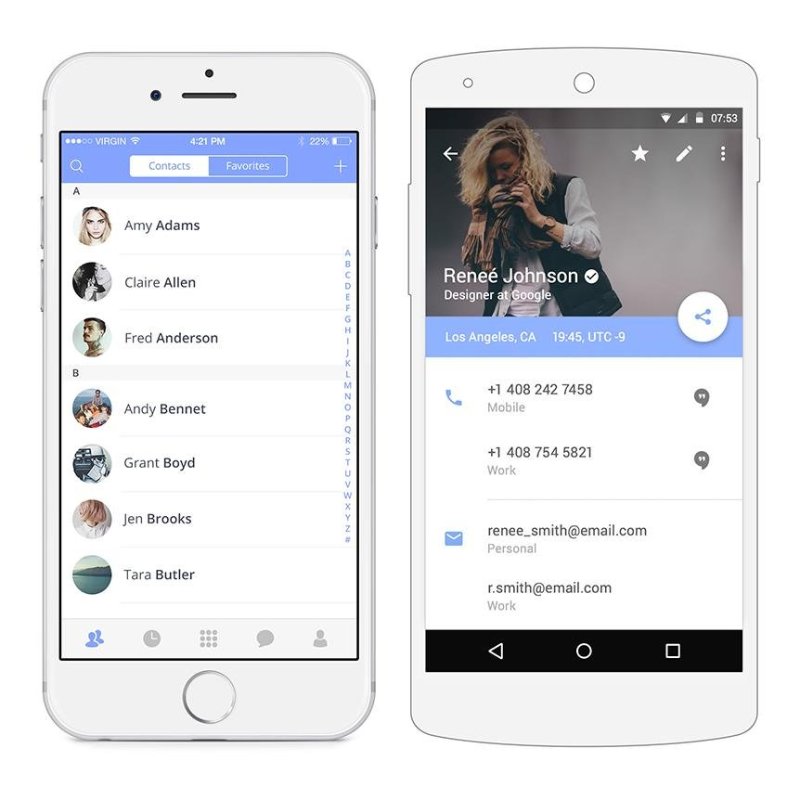 VIRGIN 4:21 PM 22%
Contacts Favorites
A
Amy Adams
Claire Allen
Fred Anderson
B
Andy Bennet
Grant Boyd
Jen Brooks
Tara Butler
A
B
C
D
E
F
G
H
I
J
K
L
M
N
O
P
Q
R
S
T
U
V
W
X
Y
Z
#
07:53
Reneé Johnson
Designer at Google
Los Angeles, CA 19:45, UTC -9
+1 408 242 7458
Mobile
+1 408 754 5821
Work
renee_smith@email.com
Personal
r.smith@email.com
Work